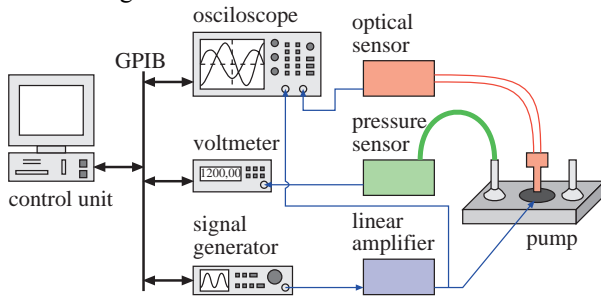 osciloscope
optical
sensor
GPIB
voltmeter
pressure
sensor
1200,00
control unit
signal
generator
linear
amplifier
pump